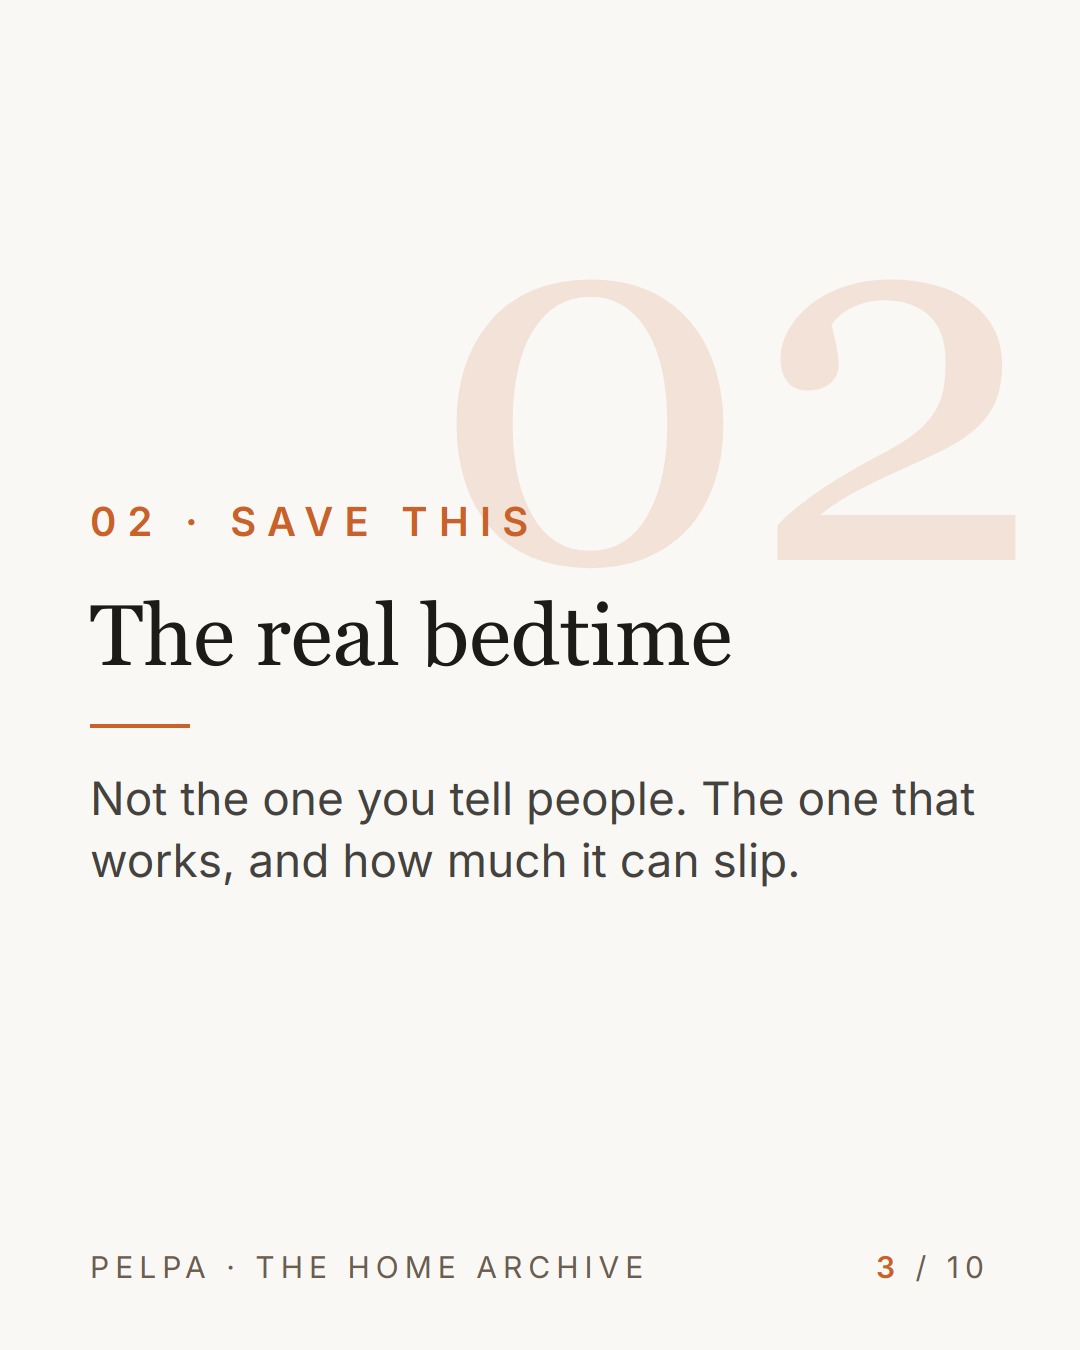 02
02 · SAVE THIS
The real bedtime
Not the one you tell people. The one that
works, and how much it can slip.
PELPA · THE HOME ARCHIVE
3 / 10